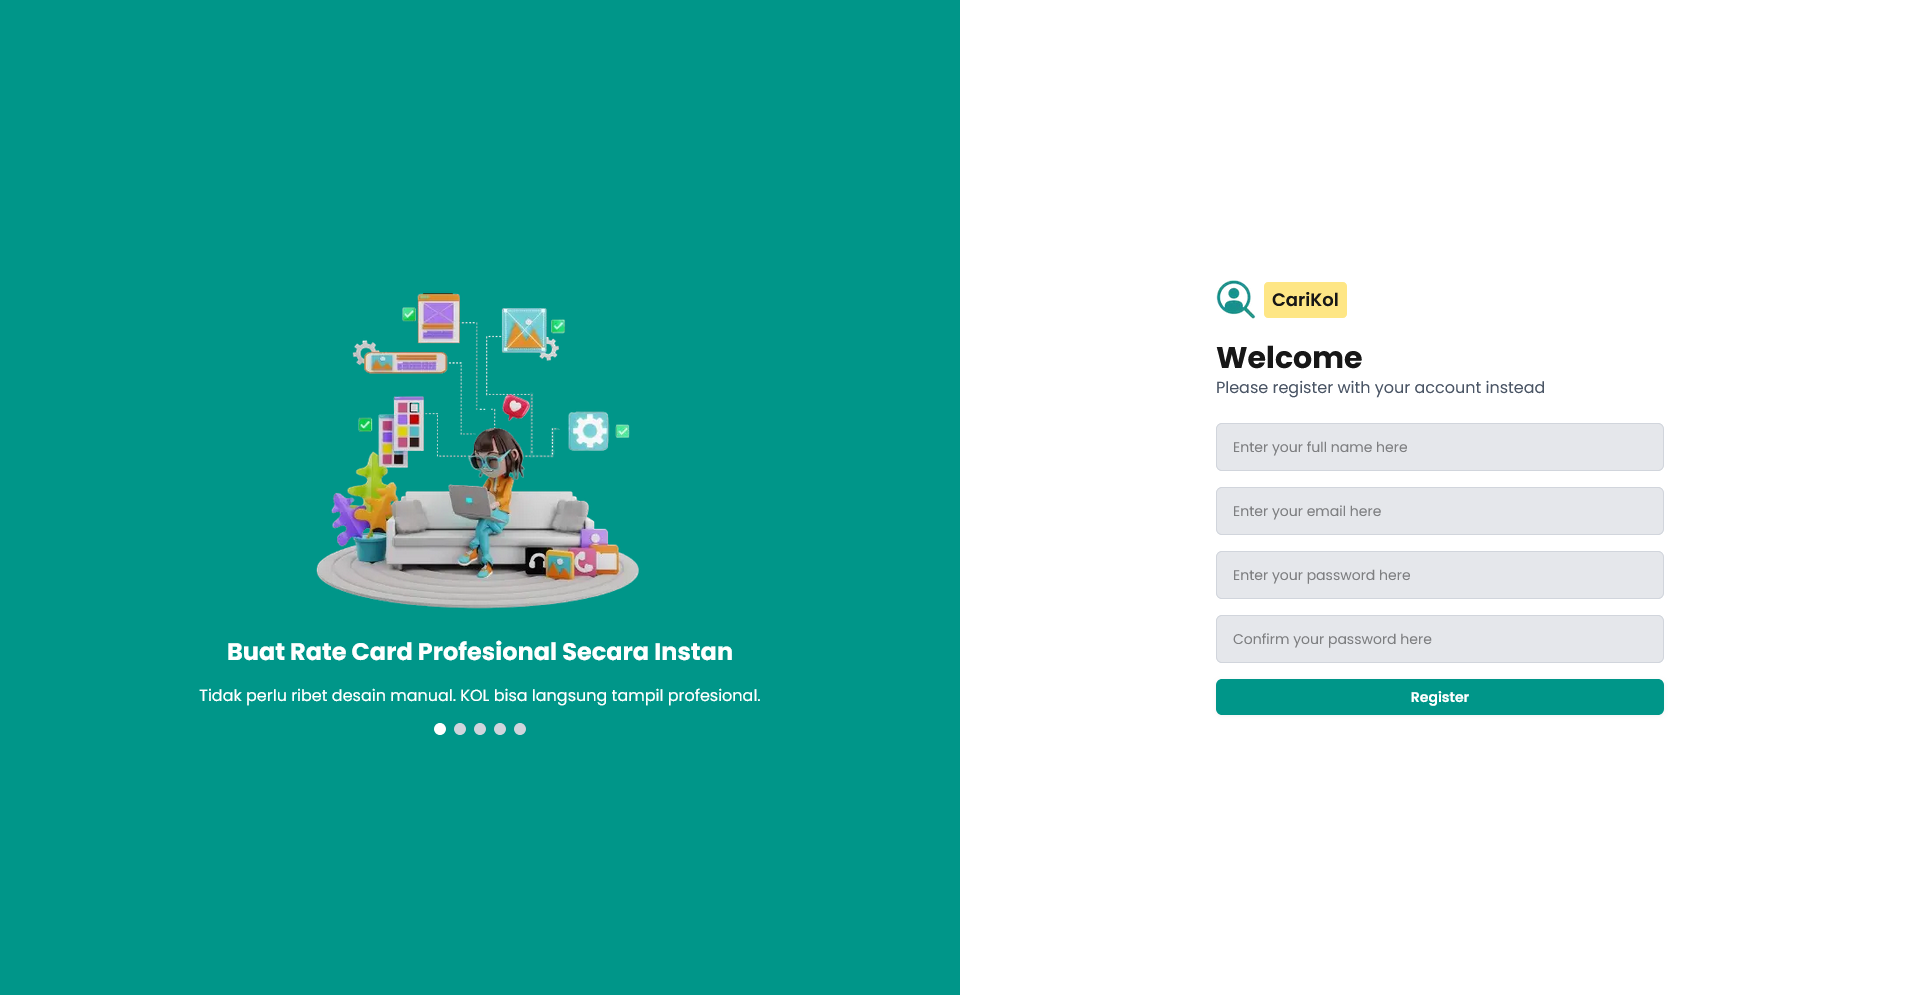 Buat Rate Card Profesional Secara Instan
Tidak perlu ribet desain manual. KOL bisa langsung tampil profesional.
CariKol
Welcome
Please register with your account instead
Enter your full name here
Enter your email here
Enter your password here
Confirm your password here
Register